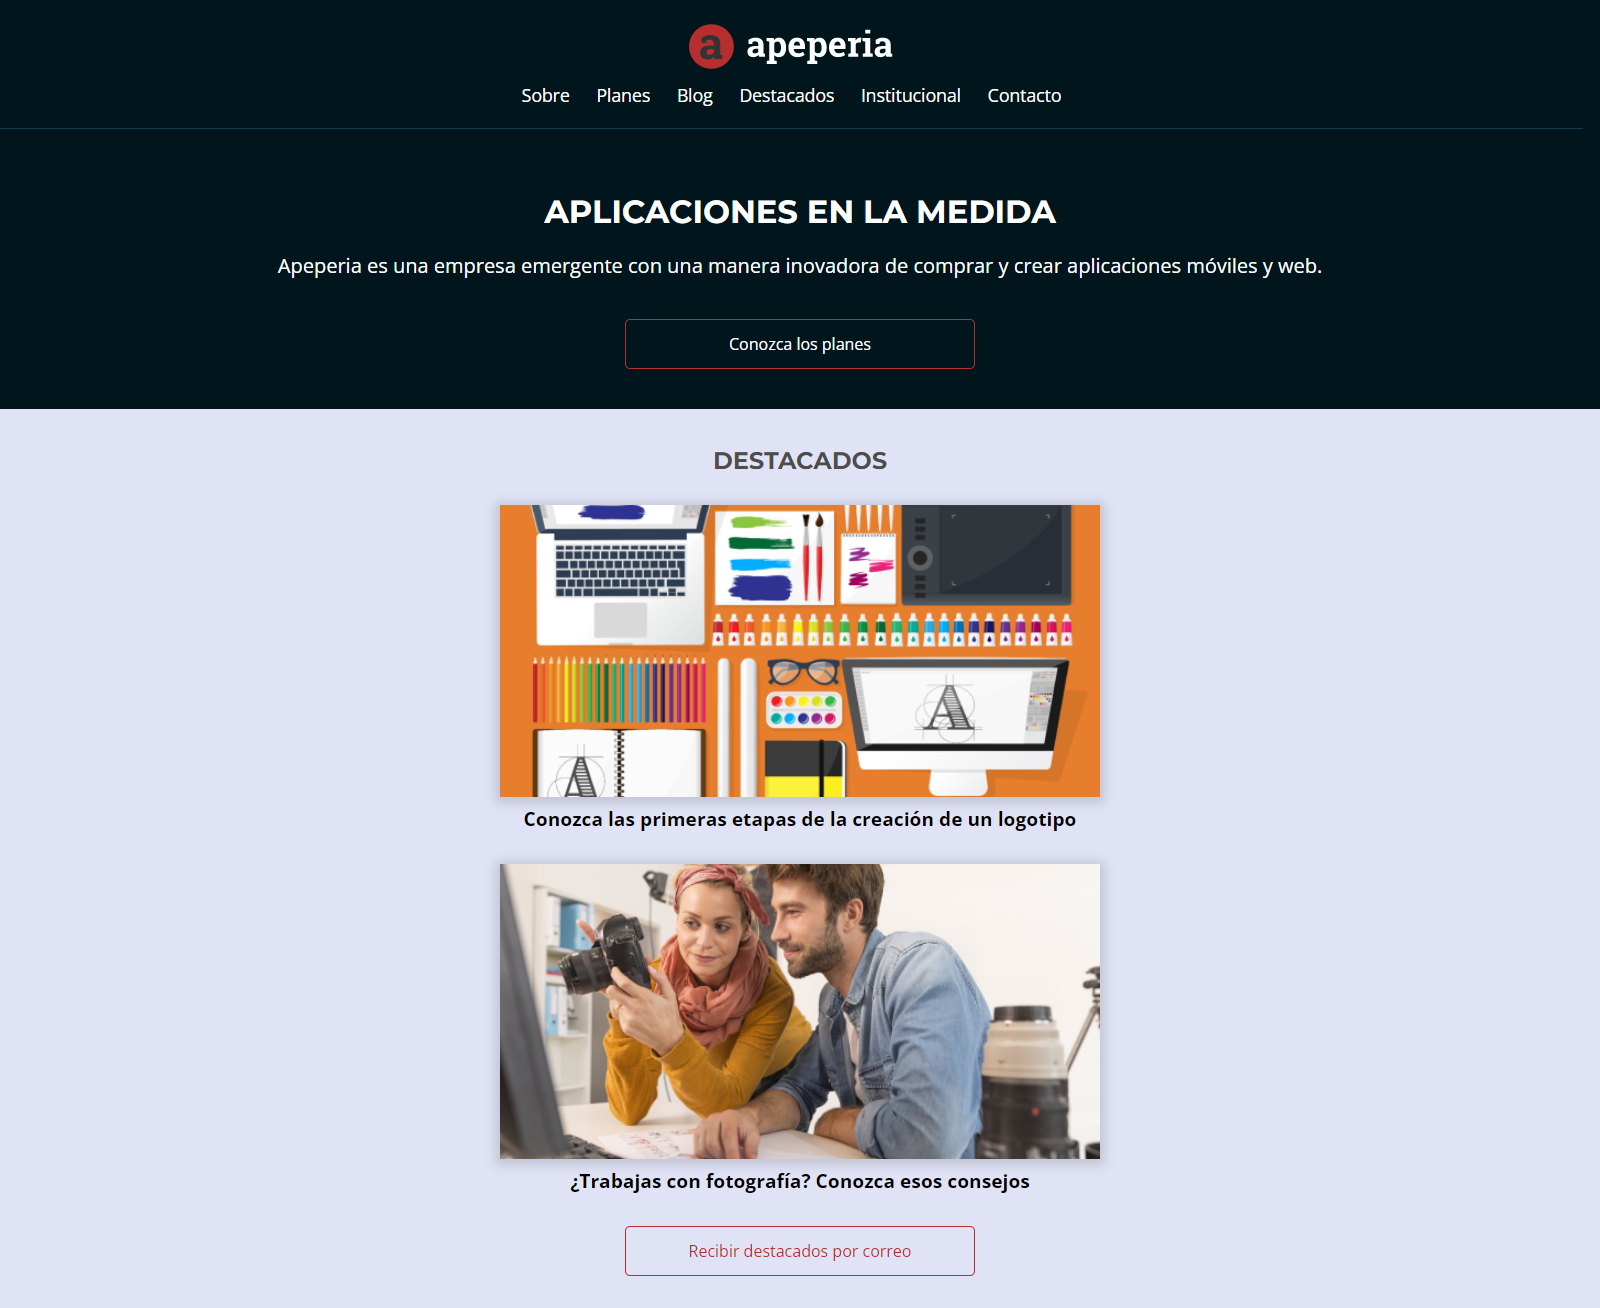 a apeperia
Sobre Planes Blog Destacados Institucional Contacto
APLICACIONES EN LA MEDIDA
Apeperia es una empresa emergente con una manera inovadora de comprar y crear aplicaciones móviles y web.
Conozca los planes
DESTACADOS
A
A
Conozca las primeras etapas de la creación de un logotipo
¿Trabajas con fotografía? Conozca esos consejos
Recibir destacados por correo